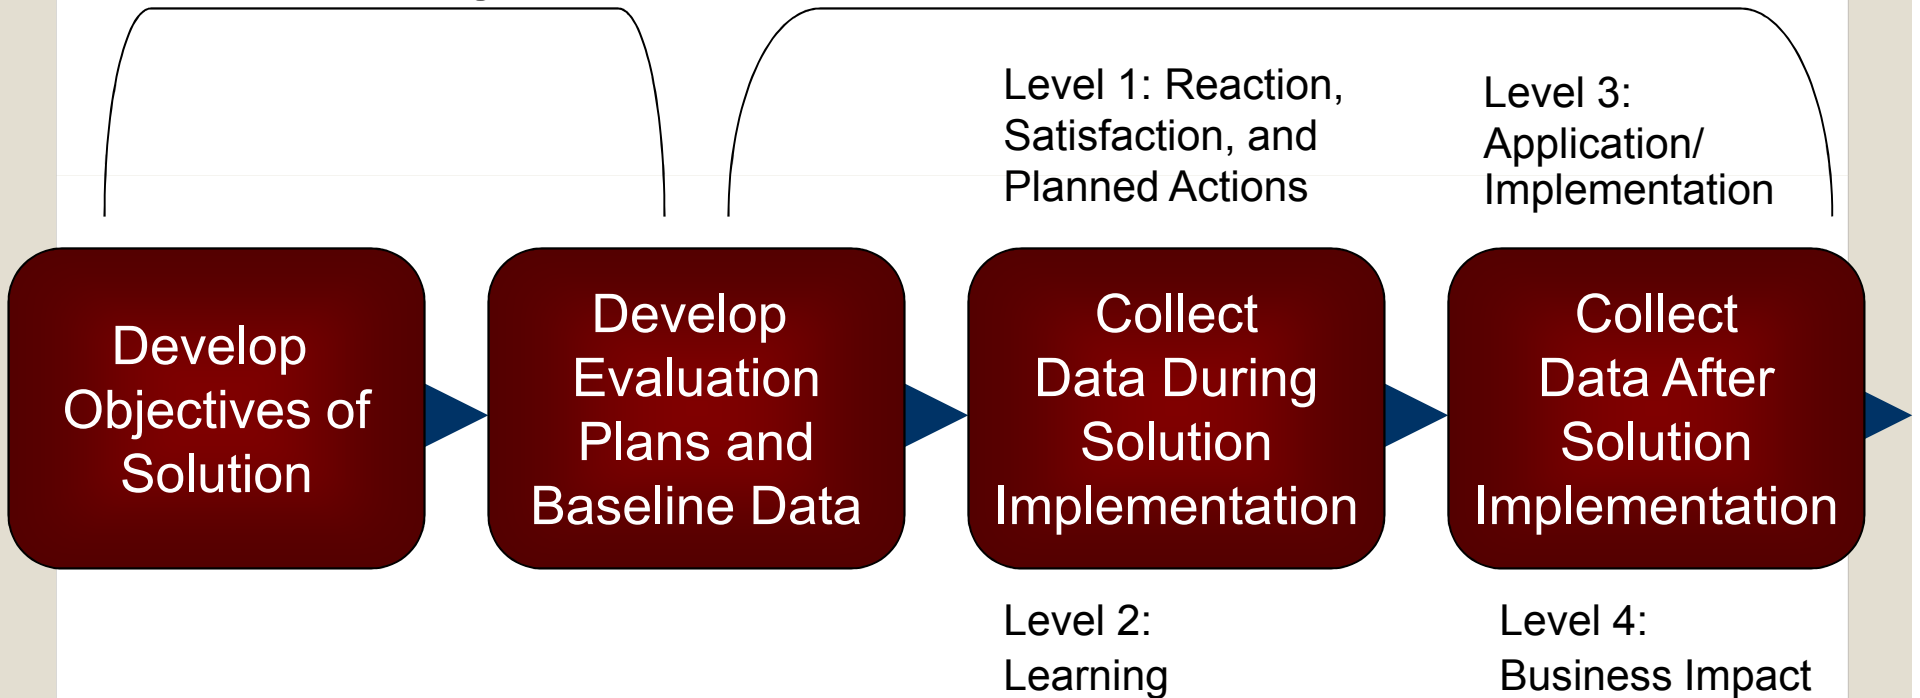 Level 1: Reaction,
Satisfaction, and
Planned Actions
Level 3:
Application/
Implementation
Develop
Objectives of
Solution
Develop
Evaluation
Plans and
Baseline Data
Collect
Data During
Solution
Implementation
Collect
Data After
Solution
Implementation
Level 2:
Learning
Level 4:
Business Impact